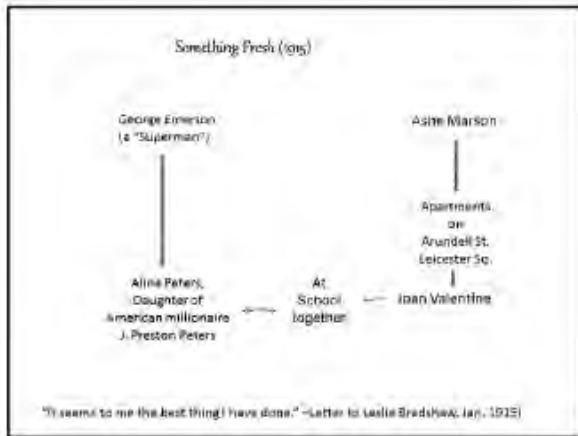 Something Fresh (1915)
George Emerson
(a "Superman")
Ashe Marson
Apartments
on
Arundell St.
Leicester Sq.
Aline Peters,
Daughter of
American millionaire
J. Preston Peters
At
School
together
Joan Valentine
"It seems to me the best thing I have done." –Letter to Leslie Bradshaw, Jan. 1915)